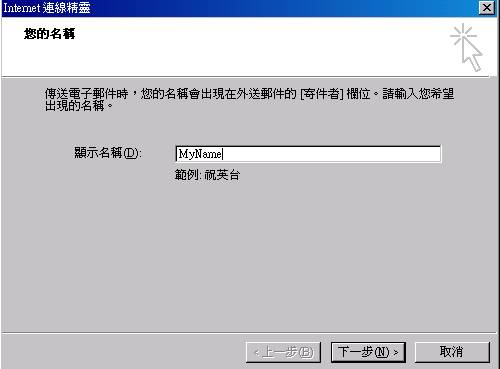 Internet 連線精靈
您的名稱
傳送電子郵件時，您的名稱會出現在外送郵件的 [寄件者] 欄位。請輸入您希望
出現的名稱。
顯示名稱(D): MyName
範例: 祝英台
< 上一步(B) 下一步(N) > 取消